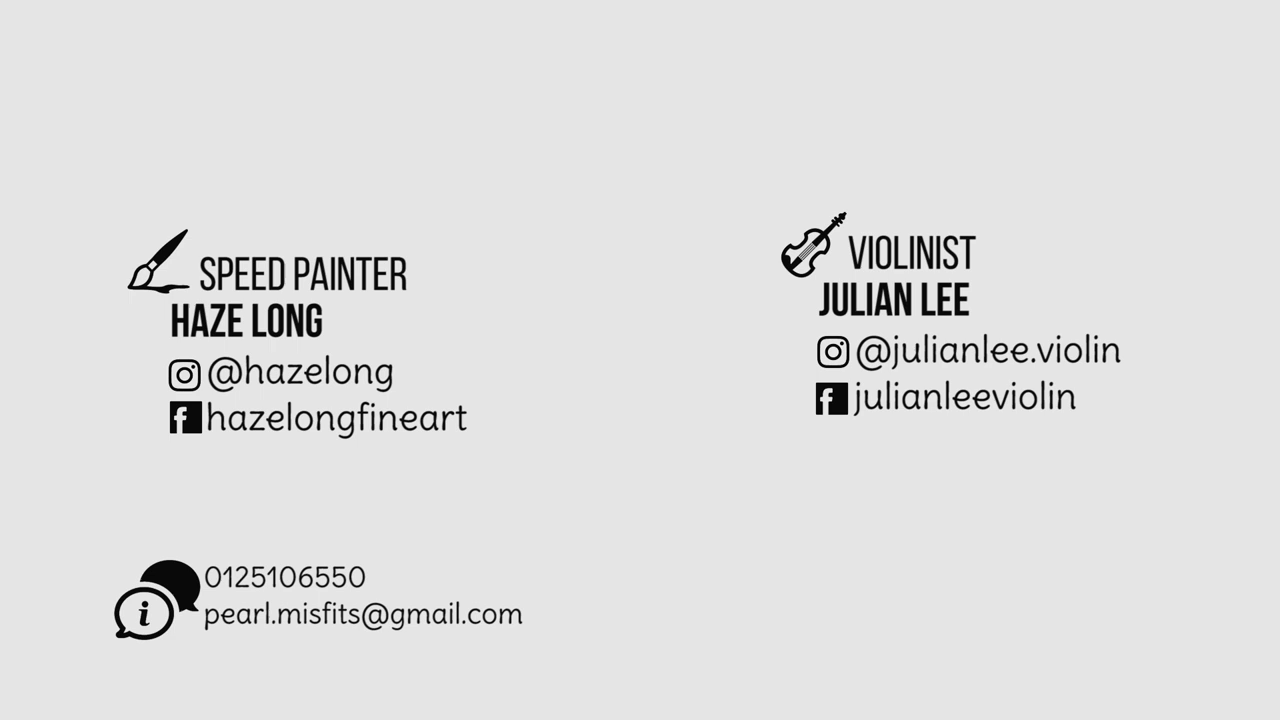 SPEED PAINTER
HAZE LONG
@hazelong
hazelongfineart
VIOLINIST
JULIAN LEE
@julianlee.violin
julianleeviolin
0125106550
pearl.misfits@gmail.com